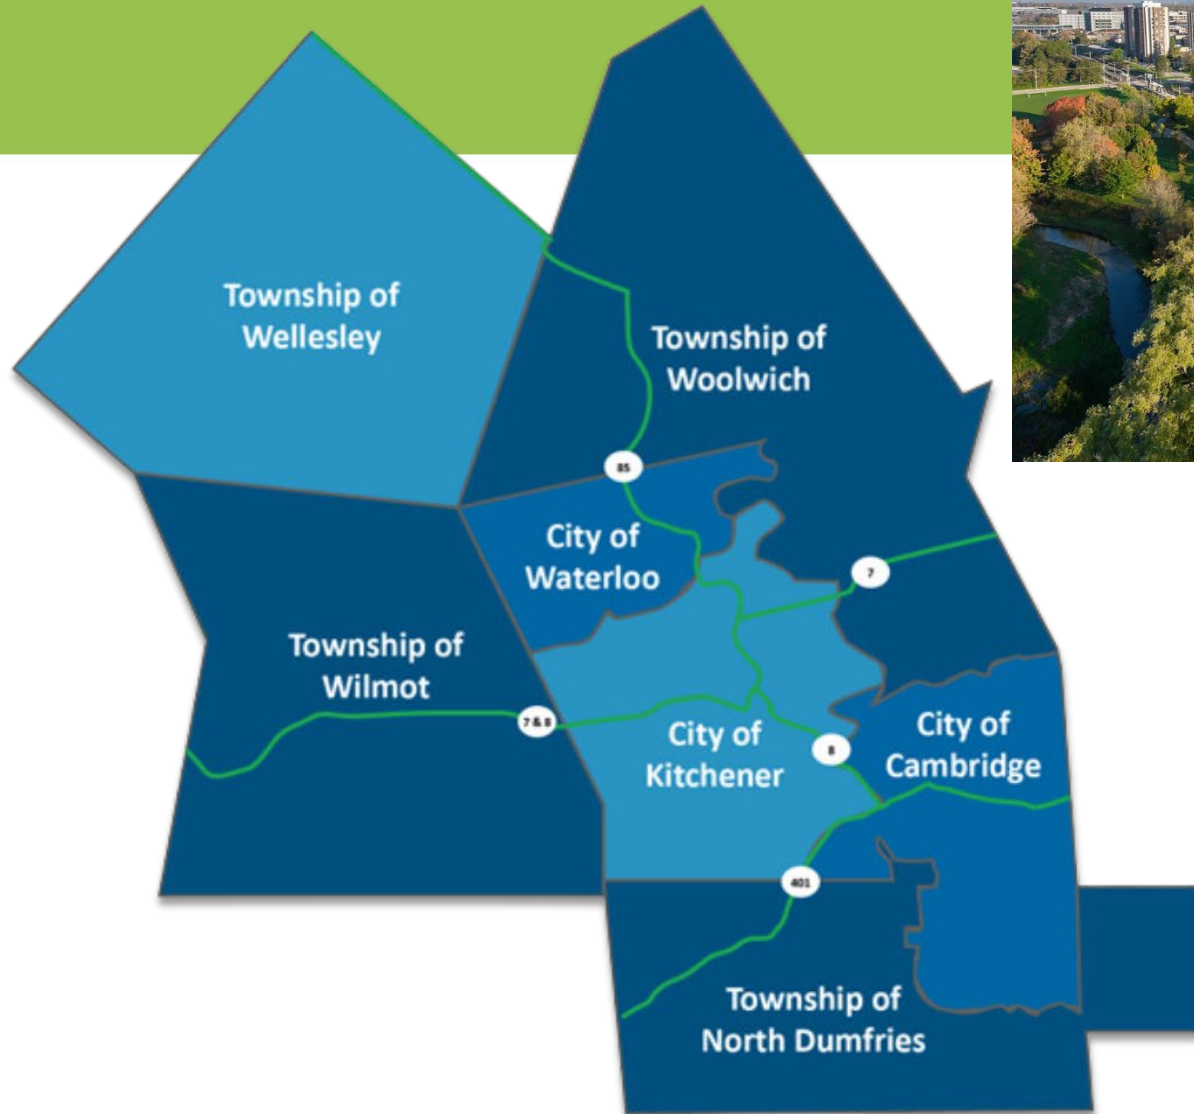 Township of
Wellesley
Township of
Woolwich
85
City of
Waterloo
7
Township of
Wilmot
7 & 8
City of
Kitchener
8
City of
Cambridge
401
Township of
North Dumfries